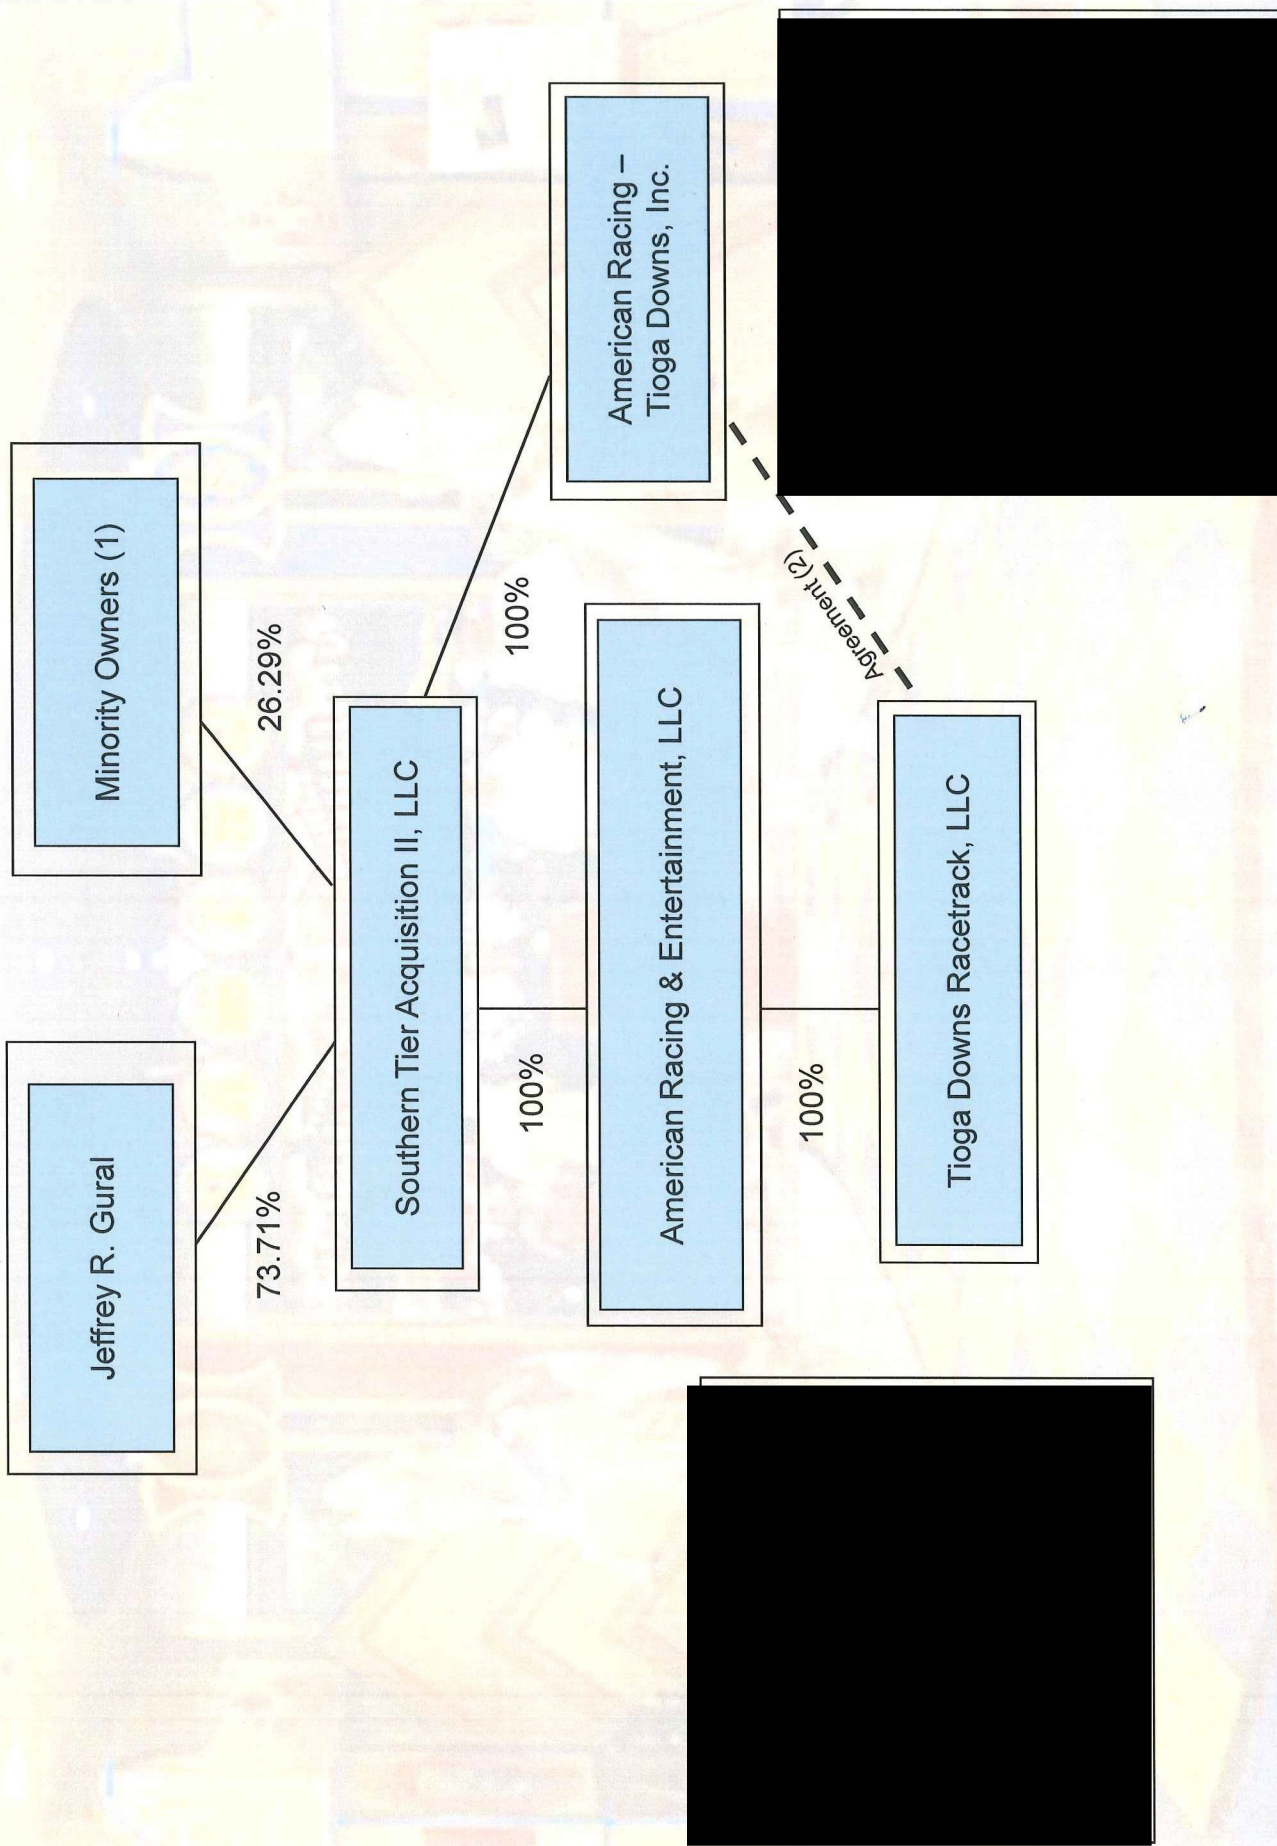 Jeffrey R. Gural
Minority Owners (1)
73.71%
26.29%
Southern Tier Acquisition II, LLC
100%
100%
American Racing –
Tioga Downs, Inc.
American Racing & Entertainment, LLC
100%
Agreement (2)
Tioga Downs Racetrack, LLC